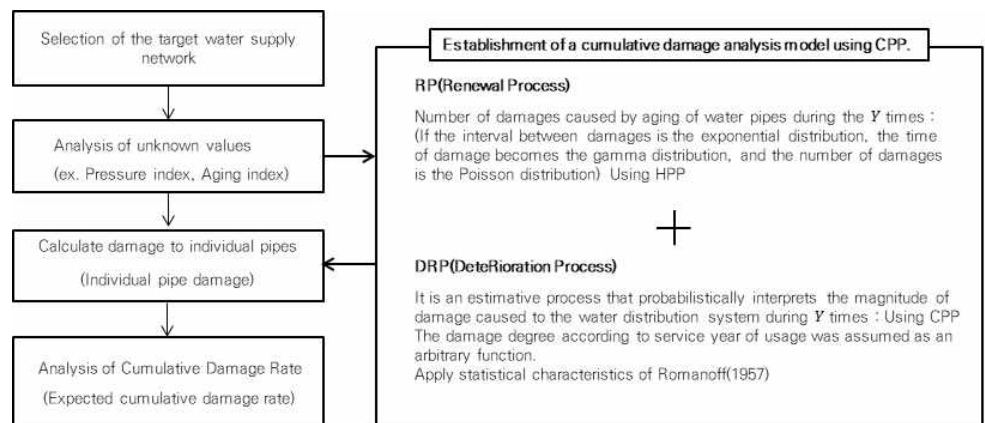 Selection of the target water supply
network
Analysis of unknown values
(ex. Pressure index, Aging index)
Calculate damage to individual pipes
(Individual pipe damage)
Analysis of Cumulative Damage Rate
(Expected cumulative damage rate)
Establishment of a cumulative damage analysis model using CPP.
RP(Renewal Process)
Number of damages caused by aging of water pipes during the Y times :
(If the interval between damages is the exponential distribution, the time
of damage becomes the gamma distribution, and the number of damages
is the Poisson distribution) Using HPP
+
DRP(DeteRioration Process)
It is an estimative process that probabilistically interprets the magnitude of
damage caused to the water distribution system during Y times : Using CPP
The damage degree according to service year of usage was assumed as an
arbitrary function.
Apply statistical characteristics of Romanoff(1957)